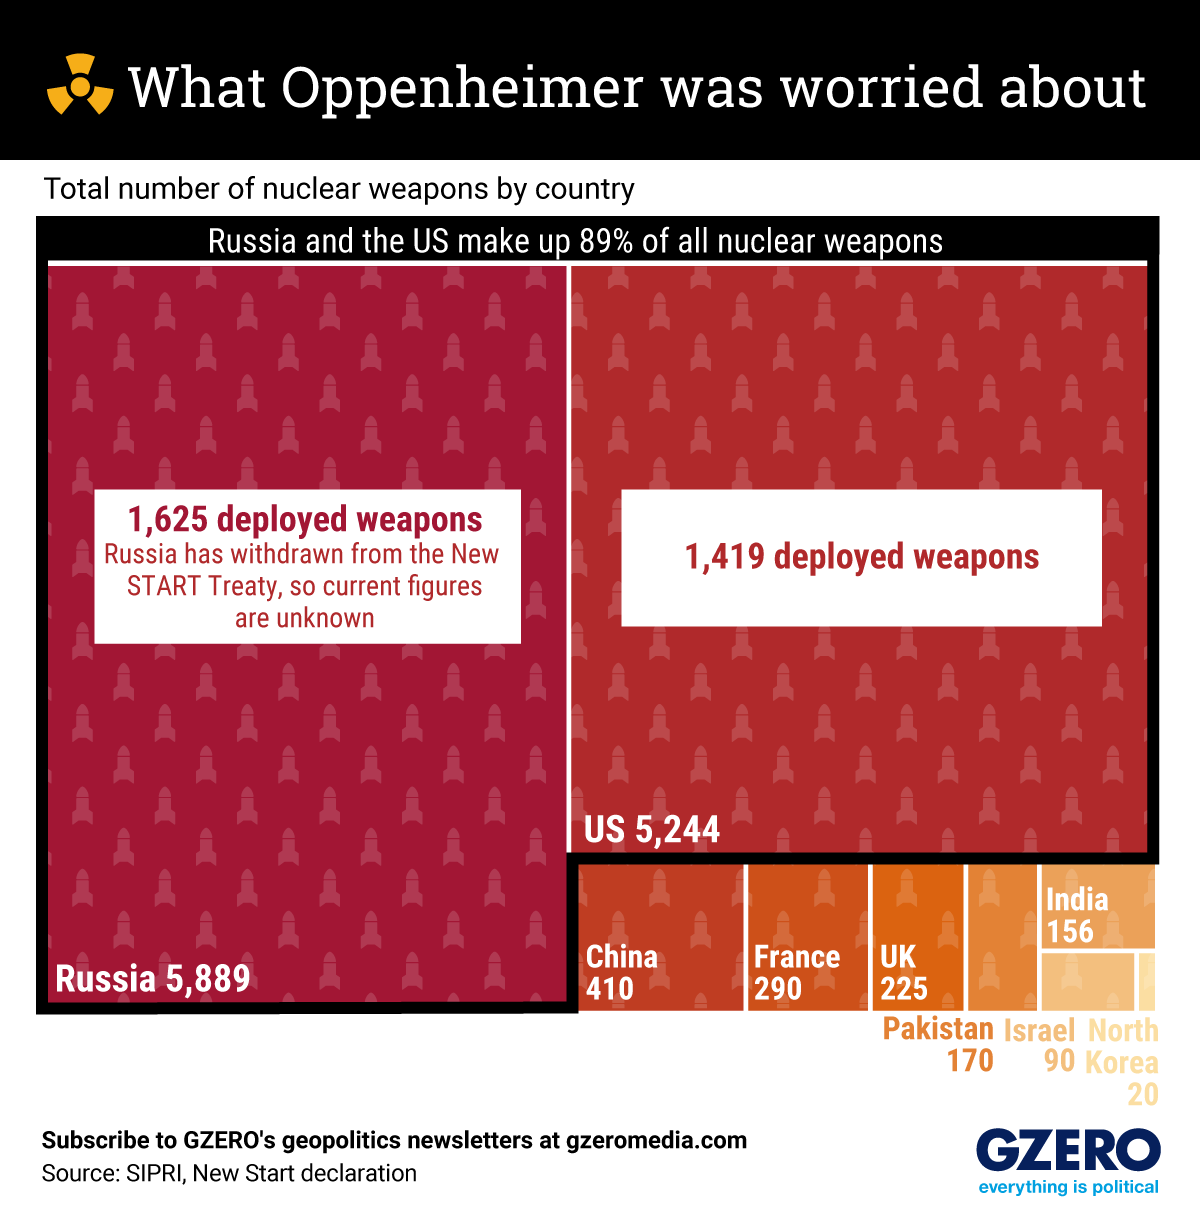 What Oppenheimer was worried about
Total number of nuclear weapons by country
Russia and the US make up 89% of all nuclear weapons
1,625 deployed weapons
Russia has withdrawn from the New
START Treaty, so current figures
are unknown
1,419 deployed weapons
US 5,244
Russia 5,889
China
410
France
290
UK
225
India
156
Pakistan
170
Israel
90
North
Korea
20
Subscribe to GZERO's geopolitics newsletters at gzeromedia.com
Source: SIPRI, New Start declaration
GZERO
everything is political